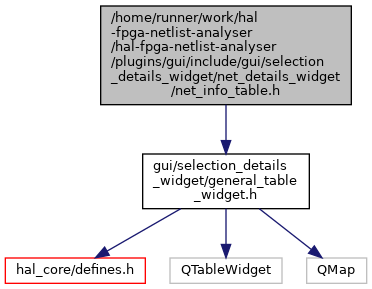 /home/runner/work/hal
-fpga-netlist-analyser
/hal-fpga-netlist-analyser
/plugins/gui/include/gui/selection
_details_widget/net_details_widget
/net_info_table.h
gui/selection_details
_widget/general_table
_widget.h
hal_core/defines.h
QTableWidget
QMap